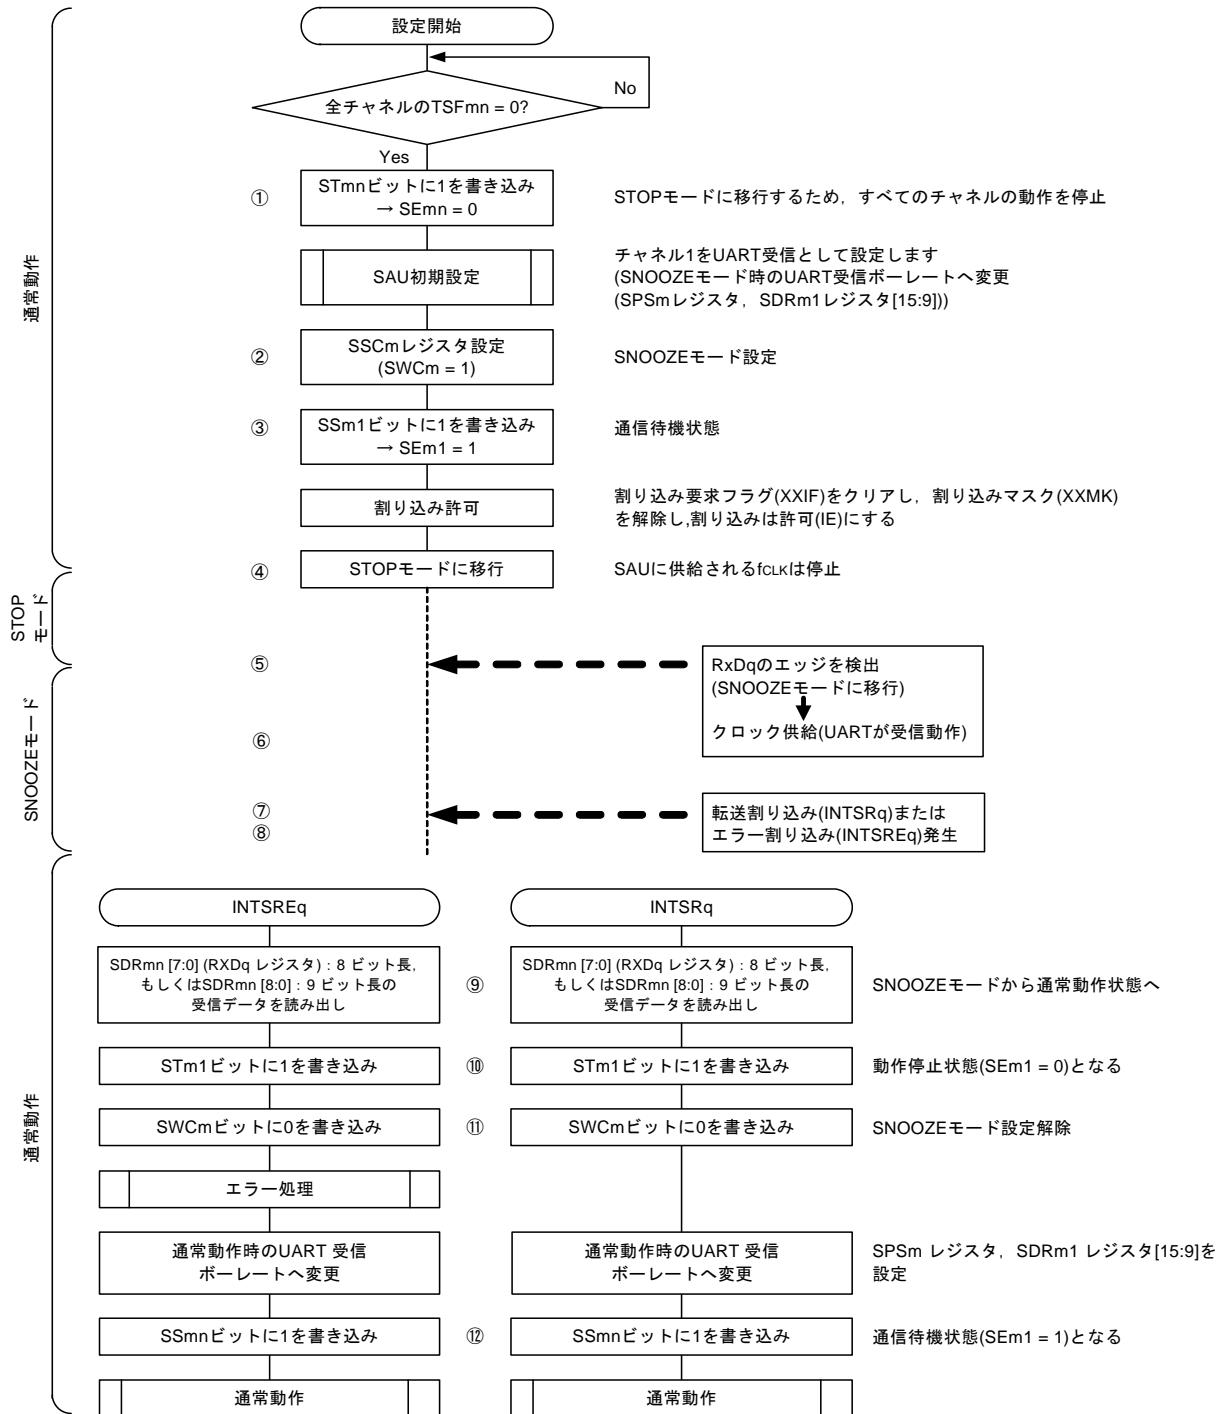 設定開始
No
全チャネルのTSFmn = 0?
Yes
通常動作
①
STmnビットに1を書き込み
→ SEmn = 0
STOPモードに移行するため，すべてのチャネルの動作を停止
SAU初期設定
チャネル1をUART受信として設定します
(SNOOZEモード時のUART受信ボーレートへ変更
(SPSmレジスタ，SDRm1レジスタ[15:9]))
②
SSCmレジスタ設定
(SWCm = 1)
SNOOZEモード設定
③
SSm1ビットに1を書き込み
→ SEm1 = 1
通信待機状態
割り込み許可
割り込み要求フラグ(XXIF)をクリアし，割り込みマスク(XXMK)
を解除し,割り込みは許可(IE)にする
④
STOPモードに移行
SAUに供給されるfCLKは停止
STOP
モード
⑤
RxDqのエッジを検出
(SNOOZEモードに移行)
クロック供給(UARTが受信動作)
SNOOZEモード
⑥
⑦
⑧
転送割り込み(INTSRq)または
エラー割り込み(INTSREq)発生
通常動作
INTSREq
INTSRq
SDRmn [7:0] (RXDq レジスタ)：8 ビット長，
もしくはSDRmn [8:0]：9 ビット長の
受信データを読み出し
⑨
SDRmn [7:0] (RXDq レジスタ)：8 ビット長，
もしくはSDRmn [8:0]：9 ビット長の
受信データを読み出し
SNOOZEモードから通常動作状態へ
STm1ビットに1を書き込み
⑩
STm1ビットに1を書き込み
動作停止状態(SEm1 = 0)となる
SWCmビットに0を書き込み
⑪
SWCmビットに0を書き込み
SNOOZEモード設定解除
エラー処理
通常動作時のUART 受信
ボーレートへ変更
通常動作時のUART 受信
ボーレートへ変更
SPSm レジスタ，SDRm1 レジスタ[15:9]を
設定
SSmnビットに1を書き込み
⑫
SSmnビットに1を書き込み
通信待機状態(SEm1 = 1)となる
通常動作
通常動作